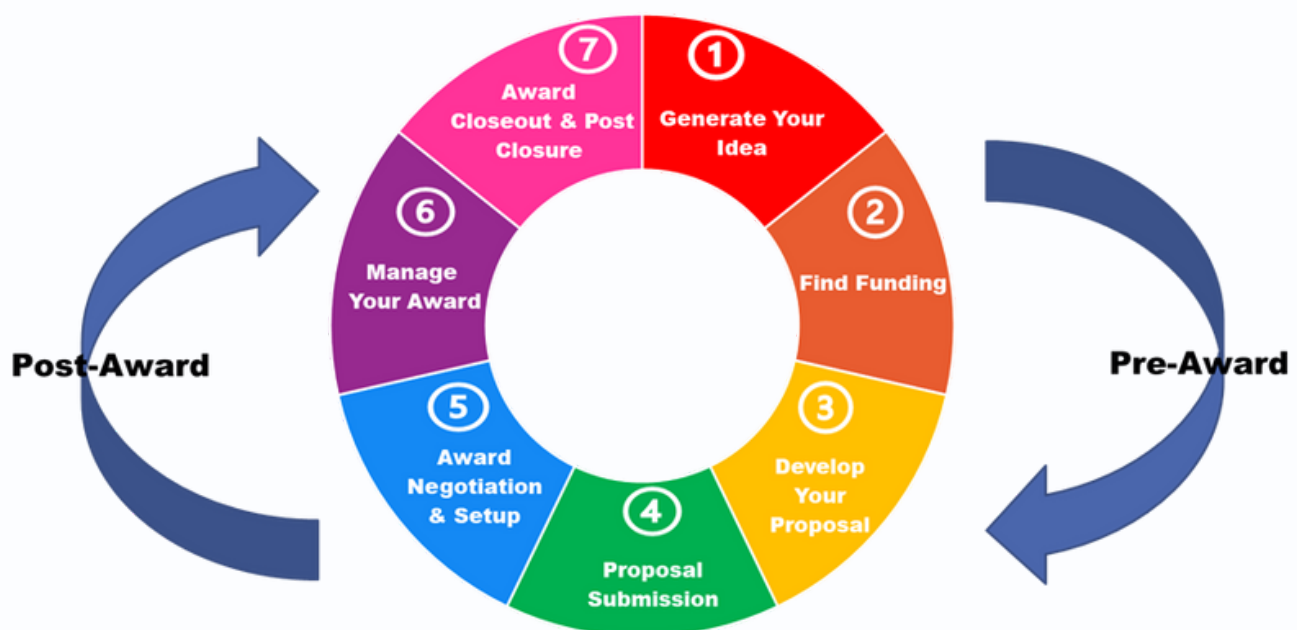 1
Generate Your
Idea
2
Find Funding
3
Develop
Your
Proposal
4
Proposal
Submission
5
Award
Negotiation
& Setup
6
Manage
Your Award
7
Award
Closeout & Post
Closure
Pre-Award
Post-Award